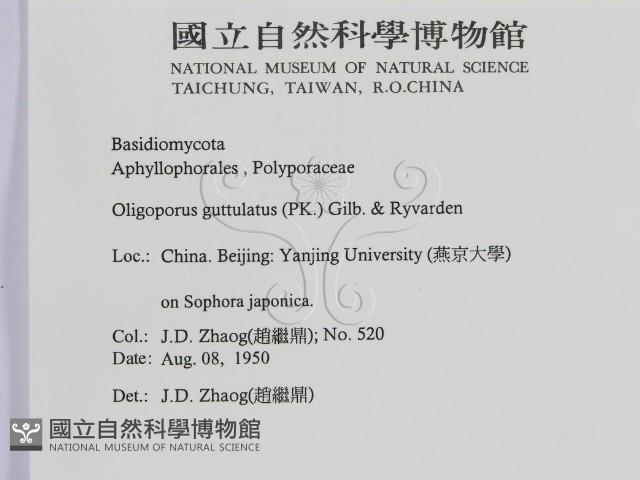 國立自然科學博物館
NATIONAL MUSEUM OF NATURAL SCIENCE
TAICHUNG, TAIWAN, R.O.CHINA
Basidiomycota
Aphyllophorales , Polyporaceae
Oligoporus guttulatus (PK.) Gilb. & Ryvarden
Loc.: China. Beijing: Yanjing University (燕京大學)
on Sophora japonica.
Col.: J.D. Zhaog(趙繼鼎); No. 520
Date: Aug. 08, 1950
Det.: J.D. Zhaog(趙繼鼎)
國立自然科學博物館
NATIONAL MUSEUM OF NATURAL SCIENCE